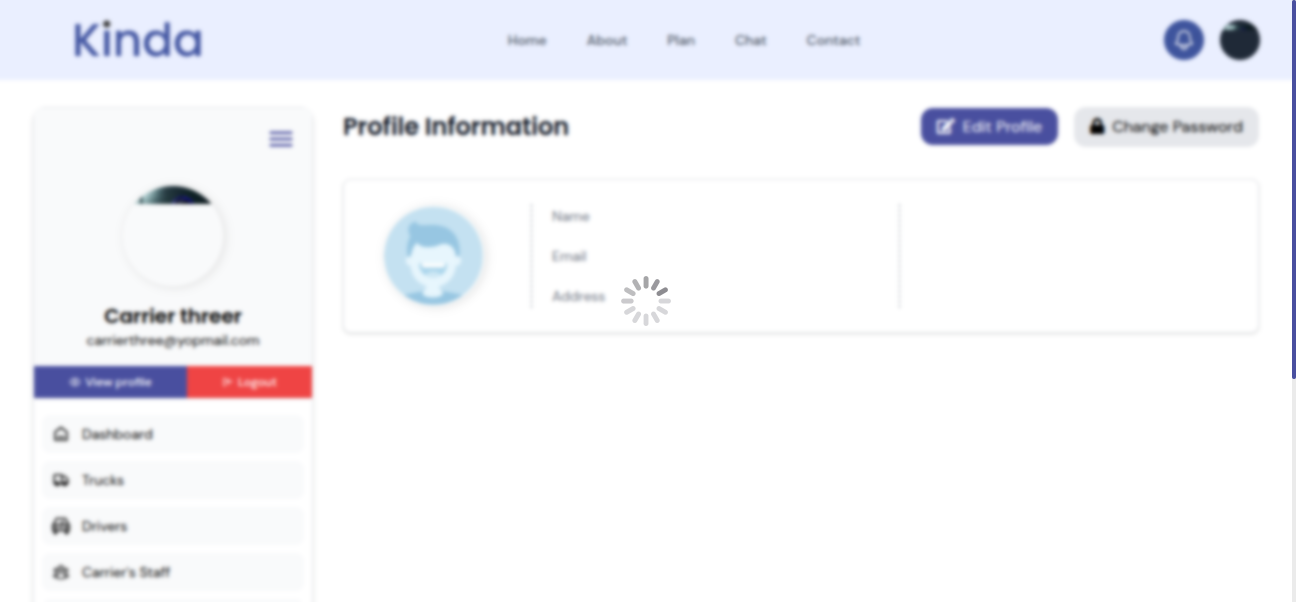 Kinda
Home About Plan Chat Contact
Profile Information
Edit Profile
Change Password
Name
Email
Address
Carrier threer
carrierthree@yopmail.com
View profile
Logout
Dashboard
Trucks
Drivers
Carrier's Staff